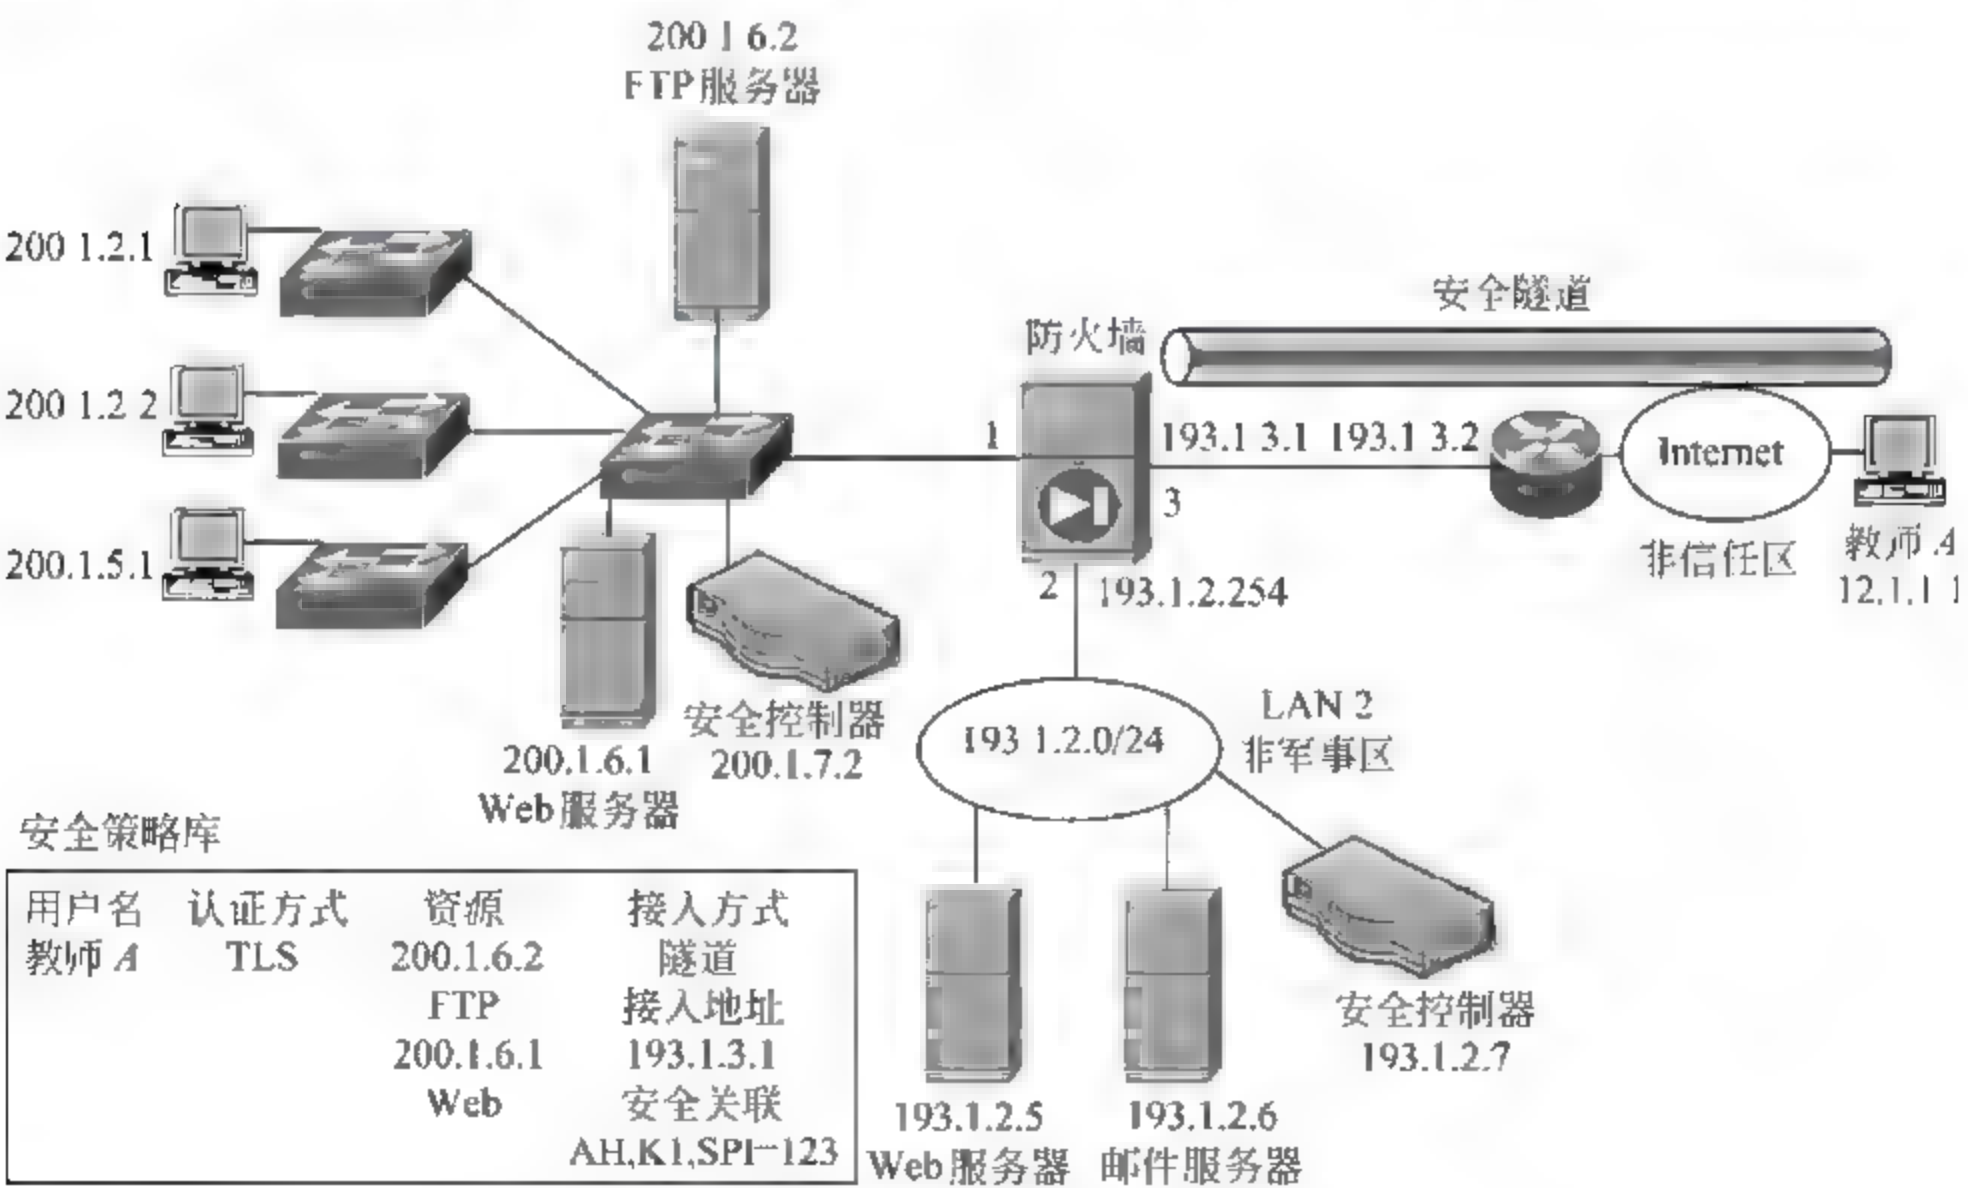 200 1 6.2
FTP服务器
200 1.2.1
200 1.2 2
200.1.5.1
防火墙
安全隧道
1
193.1 3.1 193.1 3.2
3
2
193.1.2.254
Internet
非信任区
教师 A
12.1.1 1
200.1.6.1
Web服务器
安全控制器
200.1.7.2
193 1.2.0/24
LAN 2
非军事区
安全控制器
193.1.2.7
193.1.2.5
Web服务器
193.1.2.6
邮件服务器
安全策略库
用户名 认证方式 资源 接入方式
教师 A TLS 200.1.6.2 隧道
FTP 接入地址
200.1.6.1 193.1.3.1
Web 安全关联
AH,K1,SPI=123